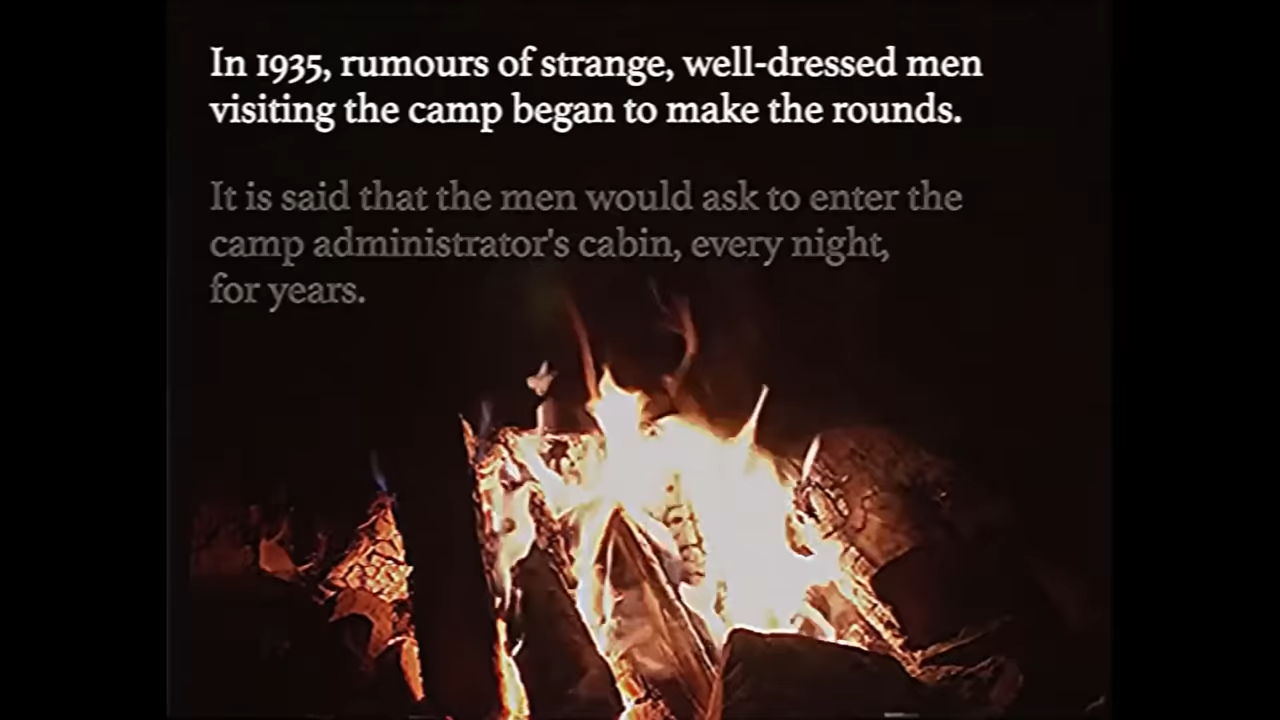 In 1935, rumours of strange, well-dressed men
visiting the camp began to make the rounds.
It is said that the men would ask to enter the
camp administrator's cabin, every night,
for years.